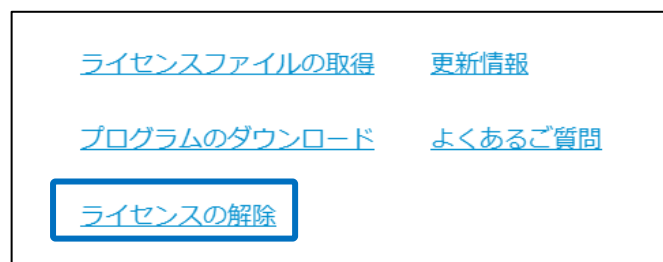 ライセンスファイルの取得 更新情報
プログラムのダウンロード よくあるご質問
ライセンスの解除